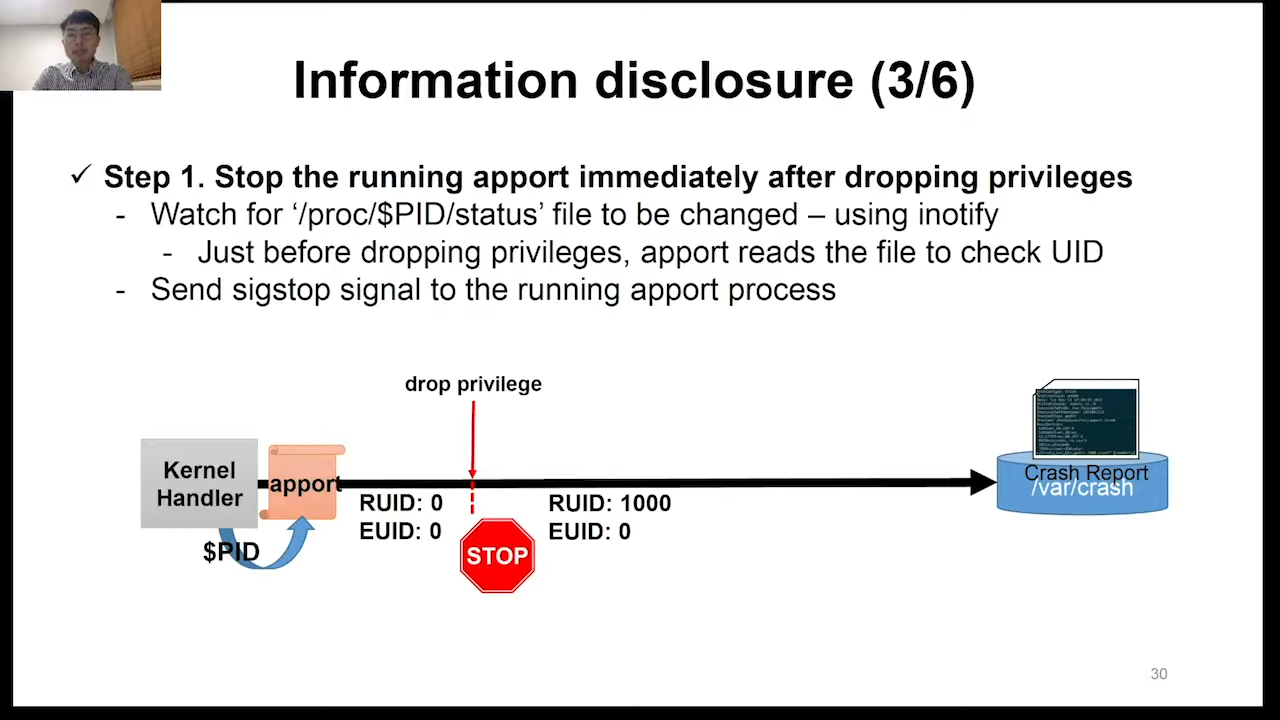 Information disclosure (3/6)
✓ Step 1. Stop the running apport immediately after dropping privileges
- Watch for ‘/proc/$PID/status’ file to be changed – using inotify
- Just before dropping privileges, apport reads the file to check UID
- Send sigstop signal to the running apport process
drop privilege
Kernel
Handler
apport
$PID
RUID: 0
EUID: 0
STOP
RUID: 1000
EUID: 0
Crash Report
/var/crash
30